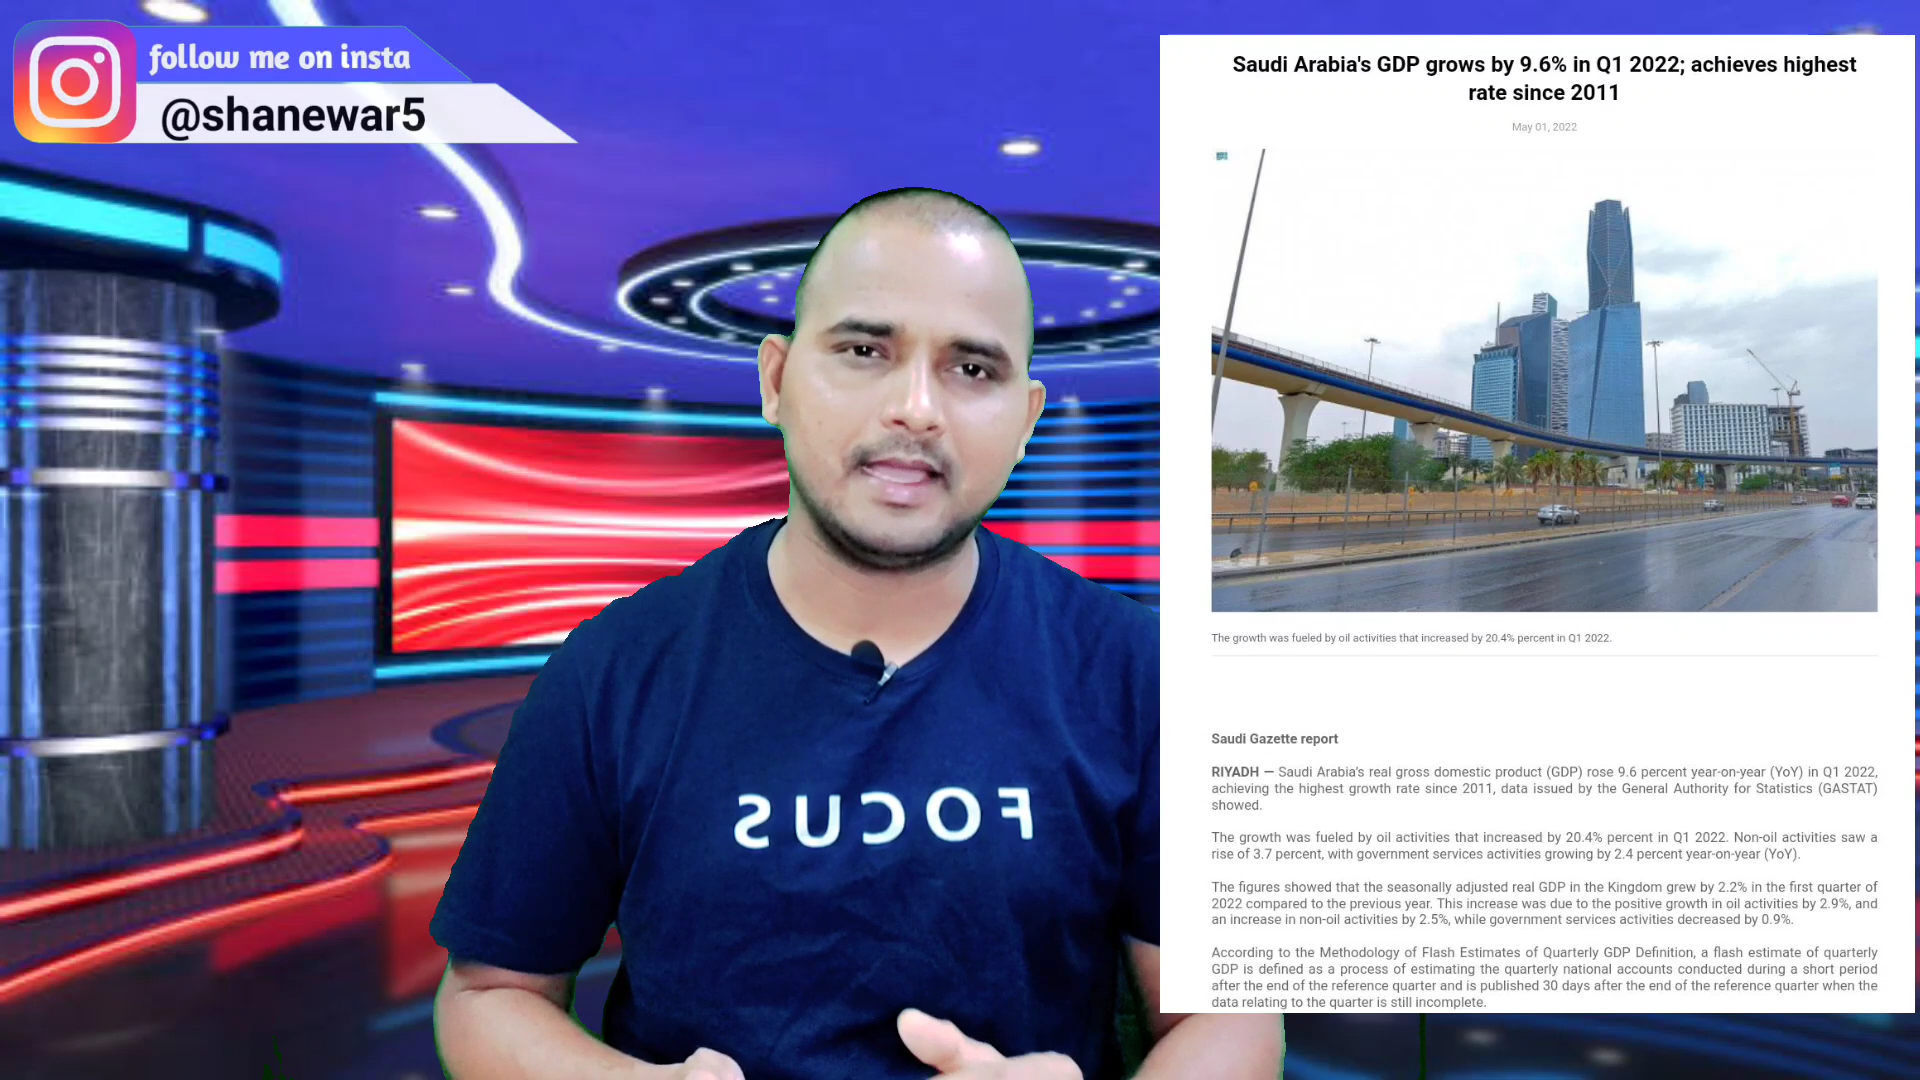 follow me on insta
@shanewar5
FOCUS
Saudi Arabia's GDP grows by 9.6% in Q1 2022; achieves highest
rate since 2011
May 01, 2022
The growth was fueled by oil activities that increased by 20.4% percent in Q1 2022.
Saudi Gazette report
RIYADH — Saudi Arabia's real gross domestic product (GDP) rose 9.6 percent year-on-year (YoY) in Q1 2022,
achieving the highest growth rate since 2011, data issued by the General Authority for Statistics (GASTAT)
showed.
The growth was fueled by oil activities that increased by 20.4% percent in Q1 2022. Non-oil activities saw a
rise of 3.7 percent, with government services activities growing by 2.4 percent year-on-year (YoY).
The figures showed that the seasonally adjusted real GDP in the Kingdom grew by 2.2% in the first quarter of
2022 compared to the previous year. This increase was due to the positive growth in oil activities by 2.9%, and
an increase in non-oil activities by 2.5%, while government services activities decreased by 0.9%.
According to the Methodology of Flash Estimates of Quarterly GDP Definition, a flash estimate of quarterly
GDP is defined as a process of estimating the quarterly national accounts conducted during a short period
after the end of the reference quarter and is published 30 days after the end of the reference quarter when the
data relating to the quarter is still incomplete.